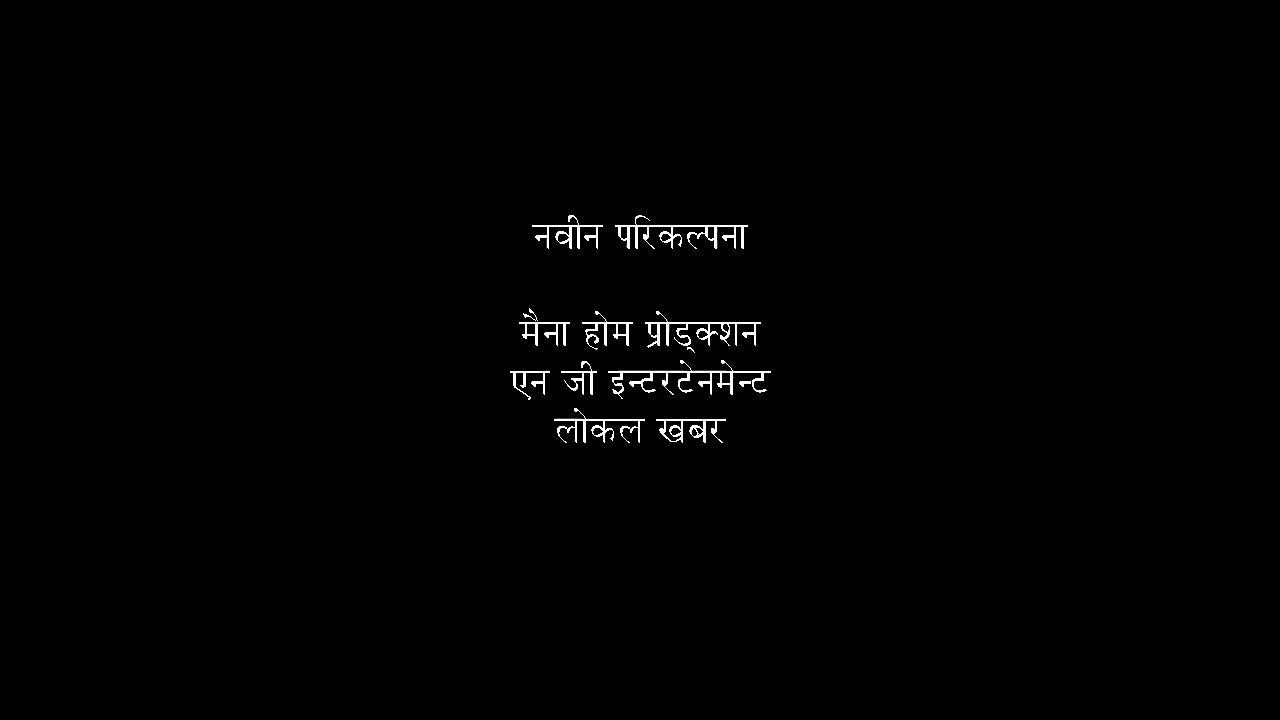 नवीन परिकल्पना
मैना होम प्रोड्क्शन
एन जी इन्टरटेनमेन्ट
लोकल खबर